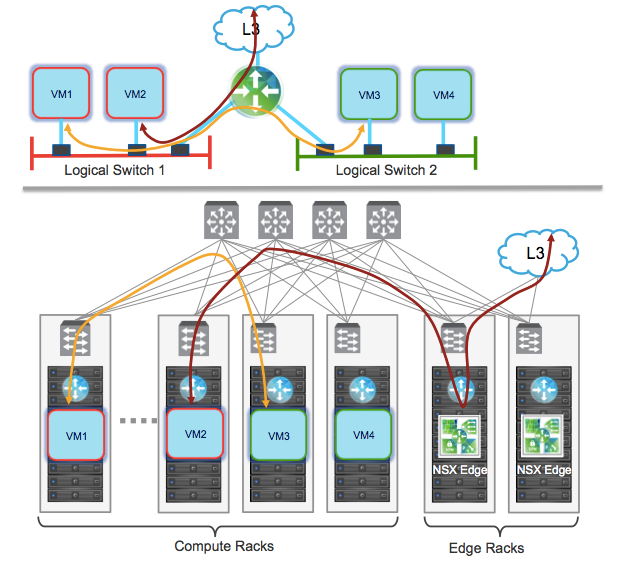 L3
VM1
VM2
VM3
VM4
Logical Switch 1
Logical Switch 2
L3
VM1
VM2
VM3
VM4
NSX Edge
NSX Edge
Compute Racks
Edge Racks